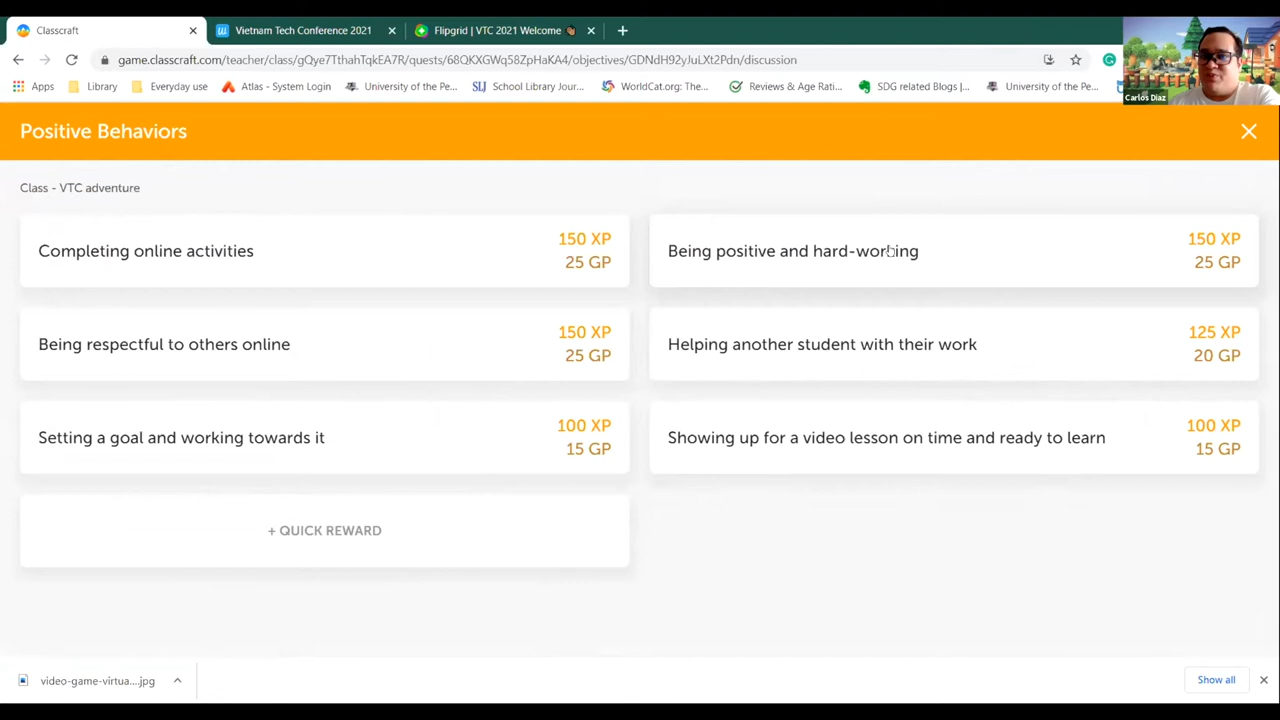 Classcraft
Vietnam Tech Conference 2021
Flipgrid | VTC 2021 Welcome
game.classcraft.com/teacher/class/gQye7TthahTqkEA7R/quests/68QKXGWq587DHaKA4/objectives/GDNdH92yJuLXt2Pdn/discussion
Apps
Library
Everyday use
Atlas - System Login
University of the Pe...
School Library Jour...
WorldCat.org: The...
Reviews & Age Rati...
SDG related Blogs |...
University of the Pe...
Carlos Diaz
Positive Behaviors
Class - VTC adventure
Completing online activities
150 XP
25 GP
Being positive and hard-working
150 XP
25 GP
Being respectful to others online
150 XP
25 GP
Helping another student with their work
125 XP
20 GP
Setting a goal and working towards it
100 XP
15 GP
Showing up for a video lesson on time and ready to learn
100 XP
15 GP
+ QUICK REWARD
video-game-virtua....jpg
Show all